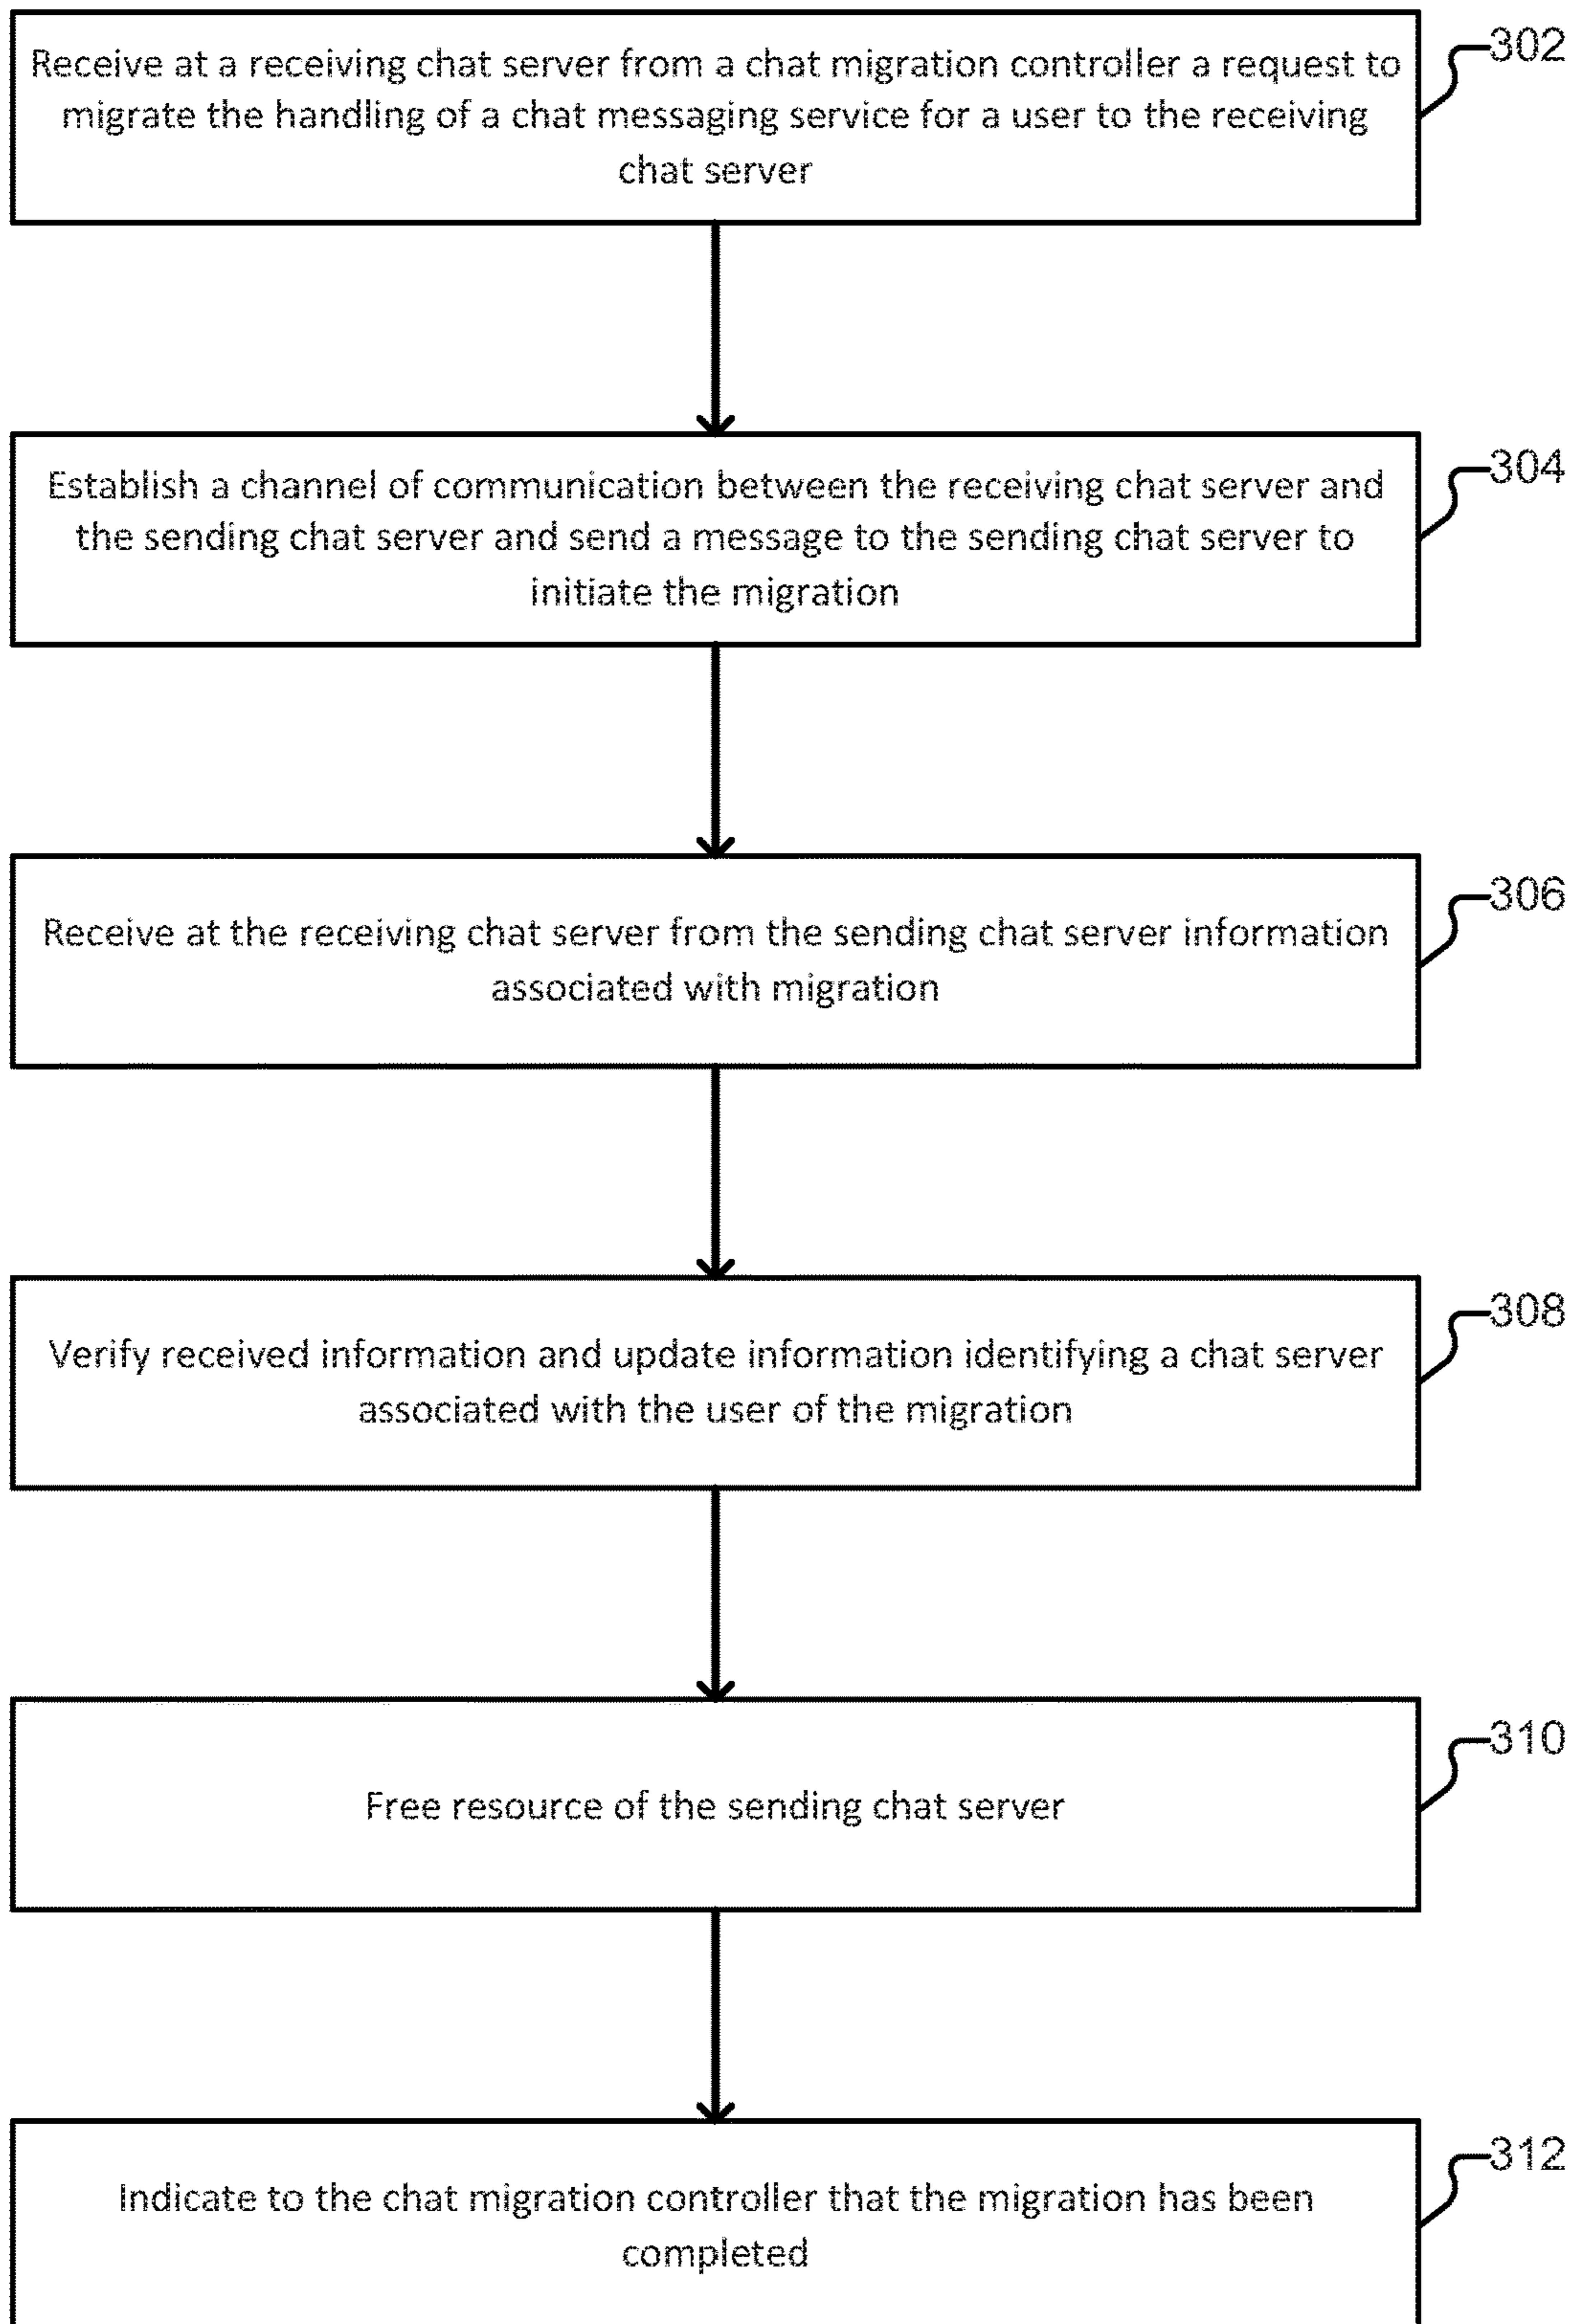 Receive at a receiving chat server from a chat migration controller a request to
migrate the handling of a chat messaging service for a user to the receiving
chat server
302
Establish a channel of communication between the receiving chat server and
the sending chat server and send a message to the sending chat server to
initiate the migration
304
Receive at the receiving chat server from the sending chat server information
associated with migration
306
Verify received information and update information identifying a chat server
associated with the user of the migration
308
Free resource of the sending chat server
310
Indicate to the chat migration controller that the migration has been
completed
312